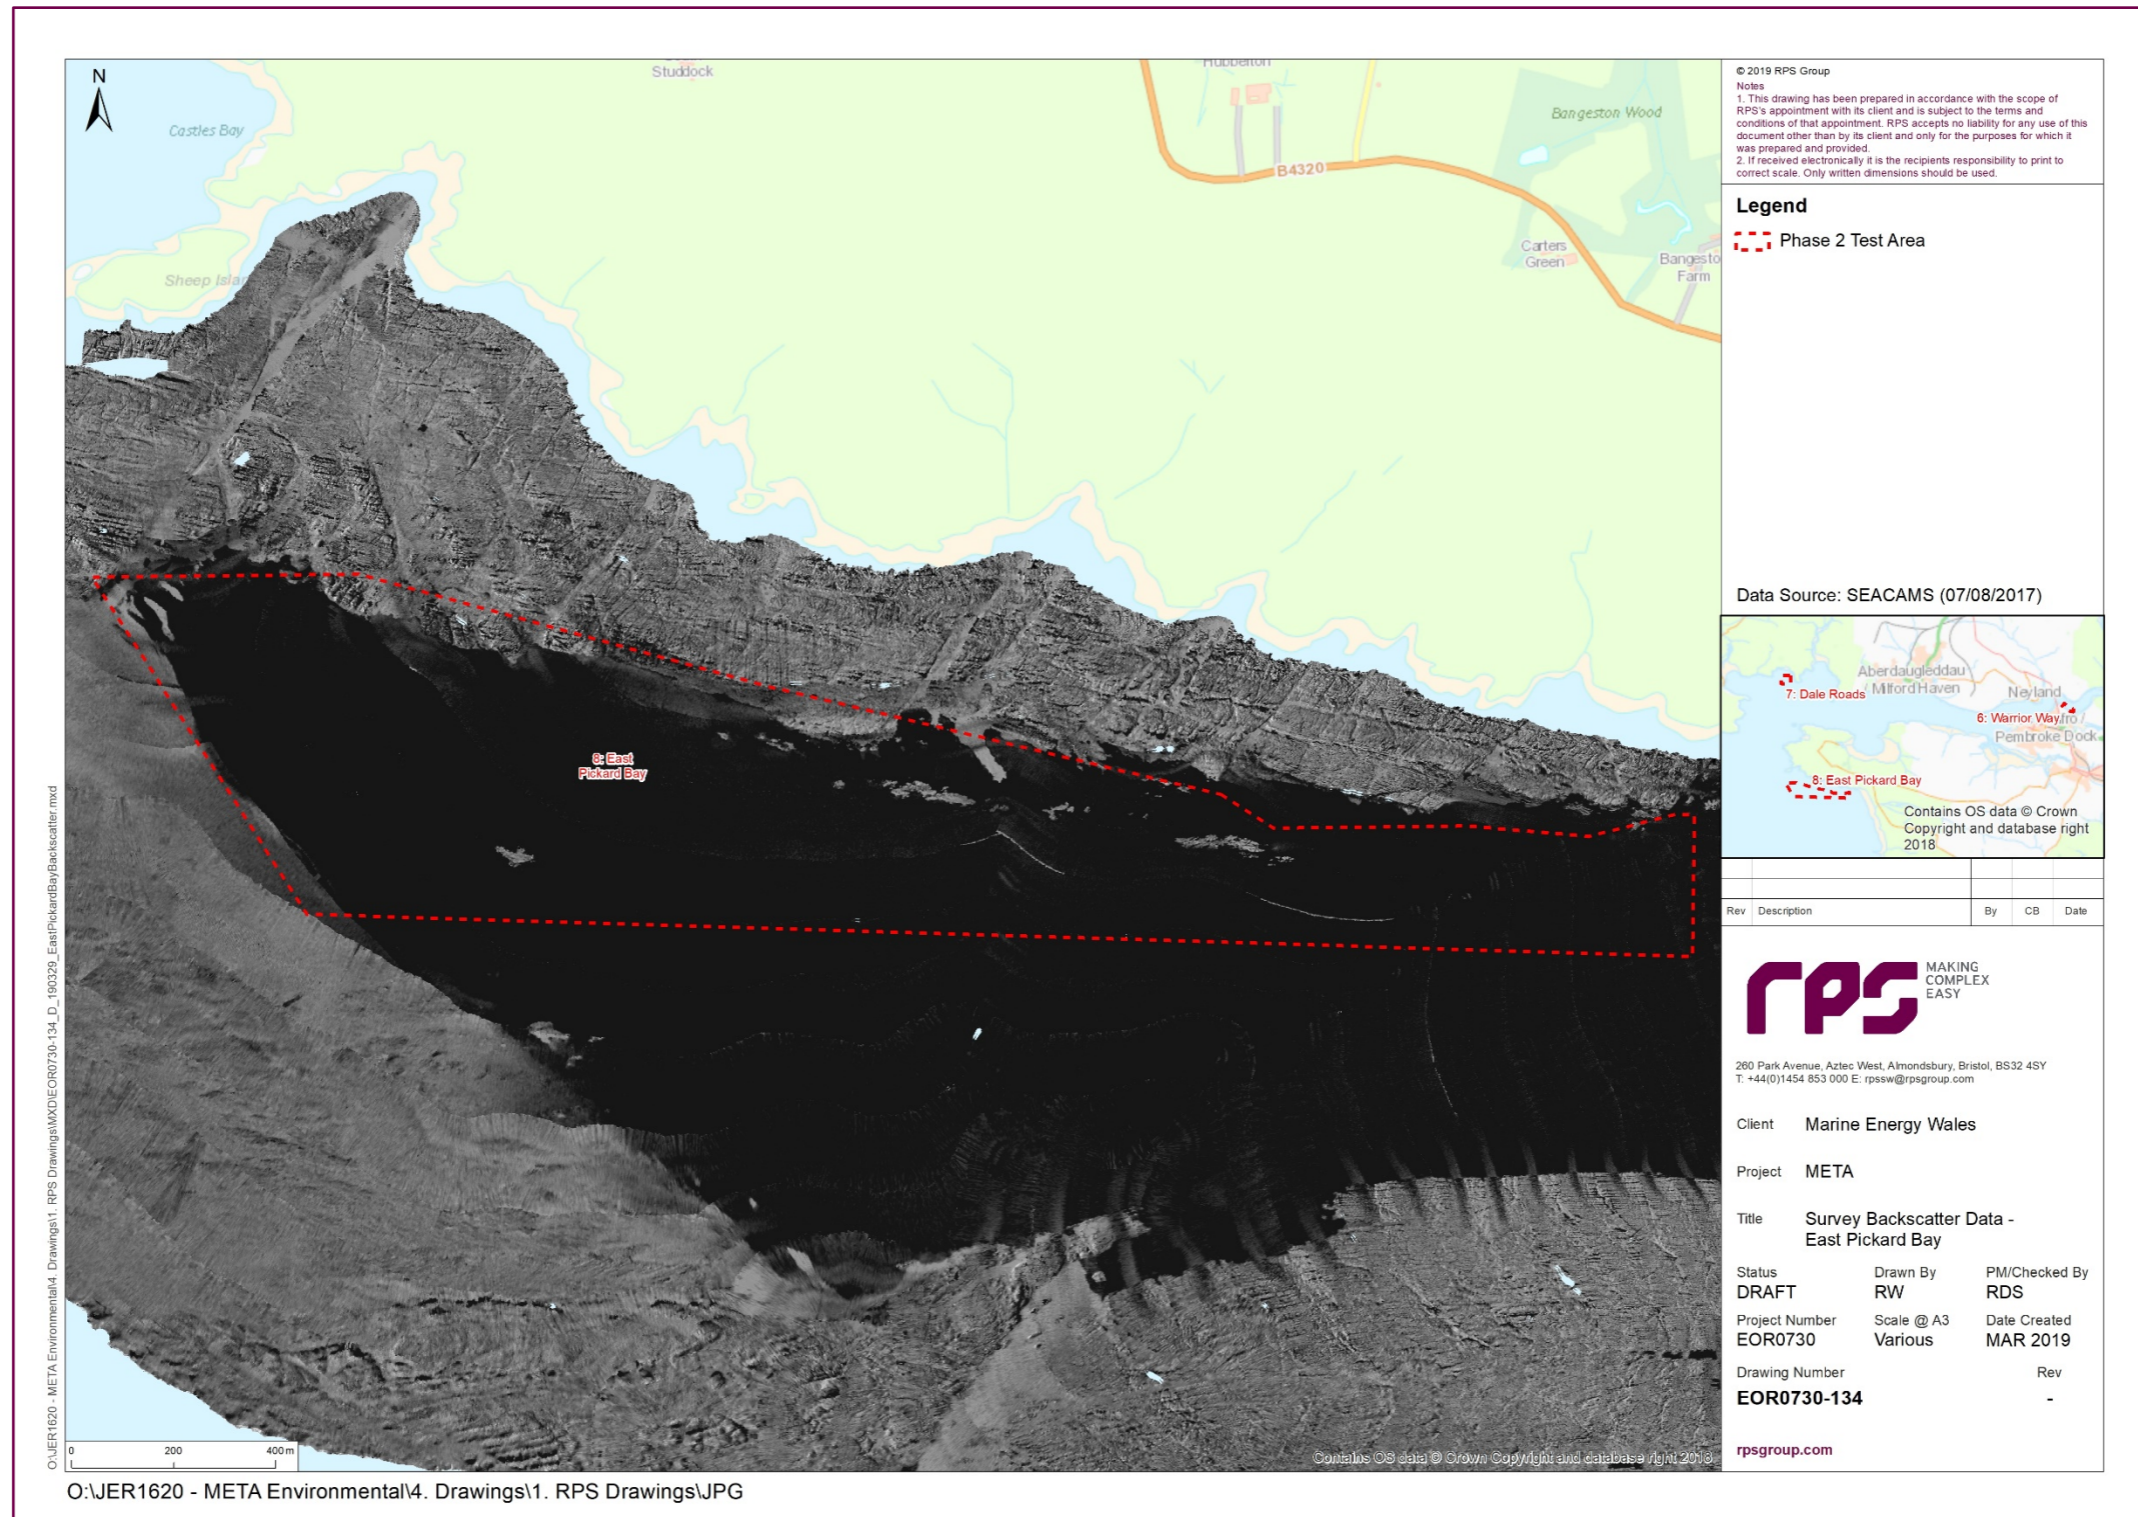 N
Studdock
Castles Bay
Sheep Islan
Hubberton
B4320
Bangeston Wood
Carters
Green
Bangesto
Farm
8: East
Pickard Bay
0 200 400 m
Contains OS data © Crown Copyright and database right 2018
© 2019 RPS Group
Notes
1. This drawing has been prepared in accordance with the scope of
RPS's appointment with its client and is subject to the terms and
conditions of that appointment. RPS accepts no liability for any use of this
document other than by its client and only for the purposes for which it
was prepared and provided.
2. If received electronically it is the recipients responsibility to print to
correct scale. Only written dimensions should be used.
Legend
Phase 2 Test Area
Data Source: SEACAMS (07/08/2017)
Aberdaugleddau
/ Milford Haven
7: Dale Roads
Neyland
6: Warrior Way
Pembroke Dock
8: East Pickard Bay
Contains OS data © Crown
Copyright and database right
2018
Rev Description By CB Date
rps
MAKING
COMPLEX
EASY
260 Park Avenue, Aztec West, Almondsbury, Bristol, BS32 4SY
T: +44(0)1454 853 000 E: rpssw@rpsgroup.com
Client Marine Energy Wales
Project META
Title Survey Backscatter Data -
East Pickard Bay
Status Drawn By PM/Checked By
DRAFT RW RDS
Project Number Scale @ A3 Date Created
EOR0730 Various MAR 2019
Drawing Number Rev
EOR0730-134 -
rpsgroup.com
O:\JER1620 - META Environmental\4. Drawings\1. RPS Drawings\MXD\EOR0730-134_D_190329_EastPickardBayBackscatter.mxd
O:\JER1620 - META Environmental\4. Drawings\1. RPS Drawings\JPG